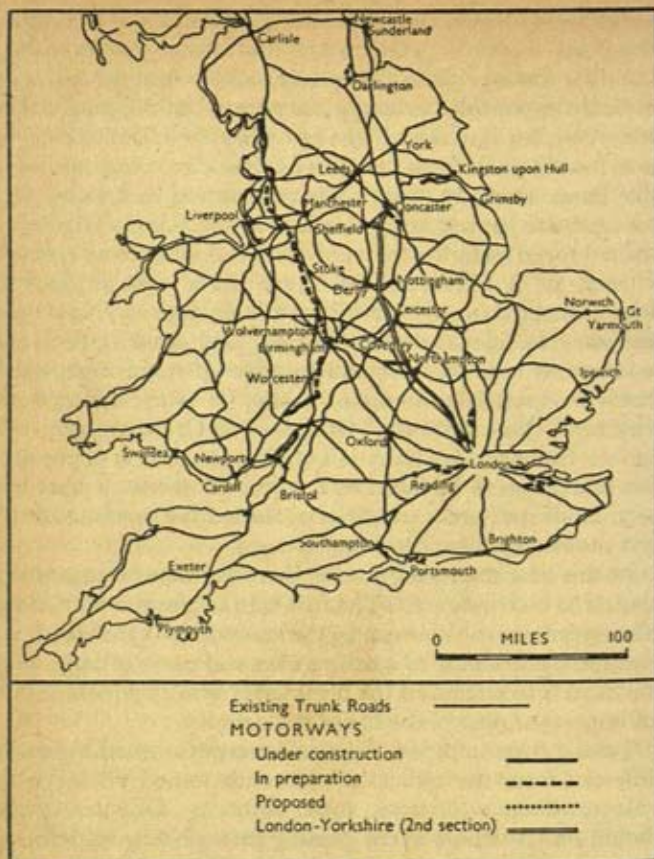 Newcastle
Sunderland
Carlisle
Darlington
York
Leeds
Kingston upon Hull
Manchester
Doncaster
Grimsby
Liverpool
Sheffield
Stoke
Nottingham
Derby
Leicester
Norwich
Gt
Yarmouth
Wolverhampton
Birmingham
Coventry
Northampton
Worcester
Ipswich
Oxford
Swansea
Newport
London
Cardiff
Reading
Bristol
Southampton
Brighton
Exeter
Portsmouth
Plymouth
0 MILES 100
Existing Trunk Roads
MOTORWAYS
Under construction
In preparation
Proposed
London-Yorkshire (2nd section)